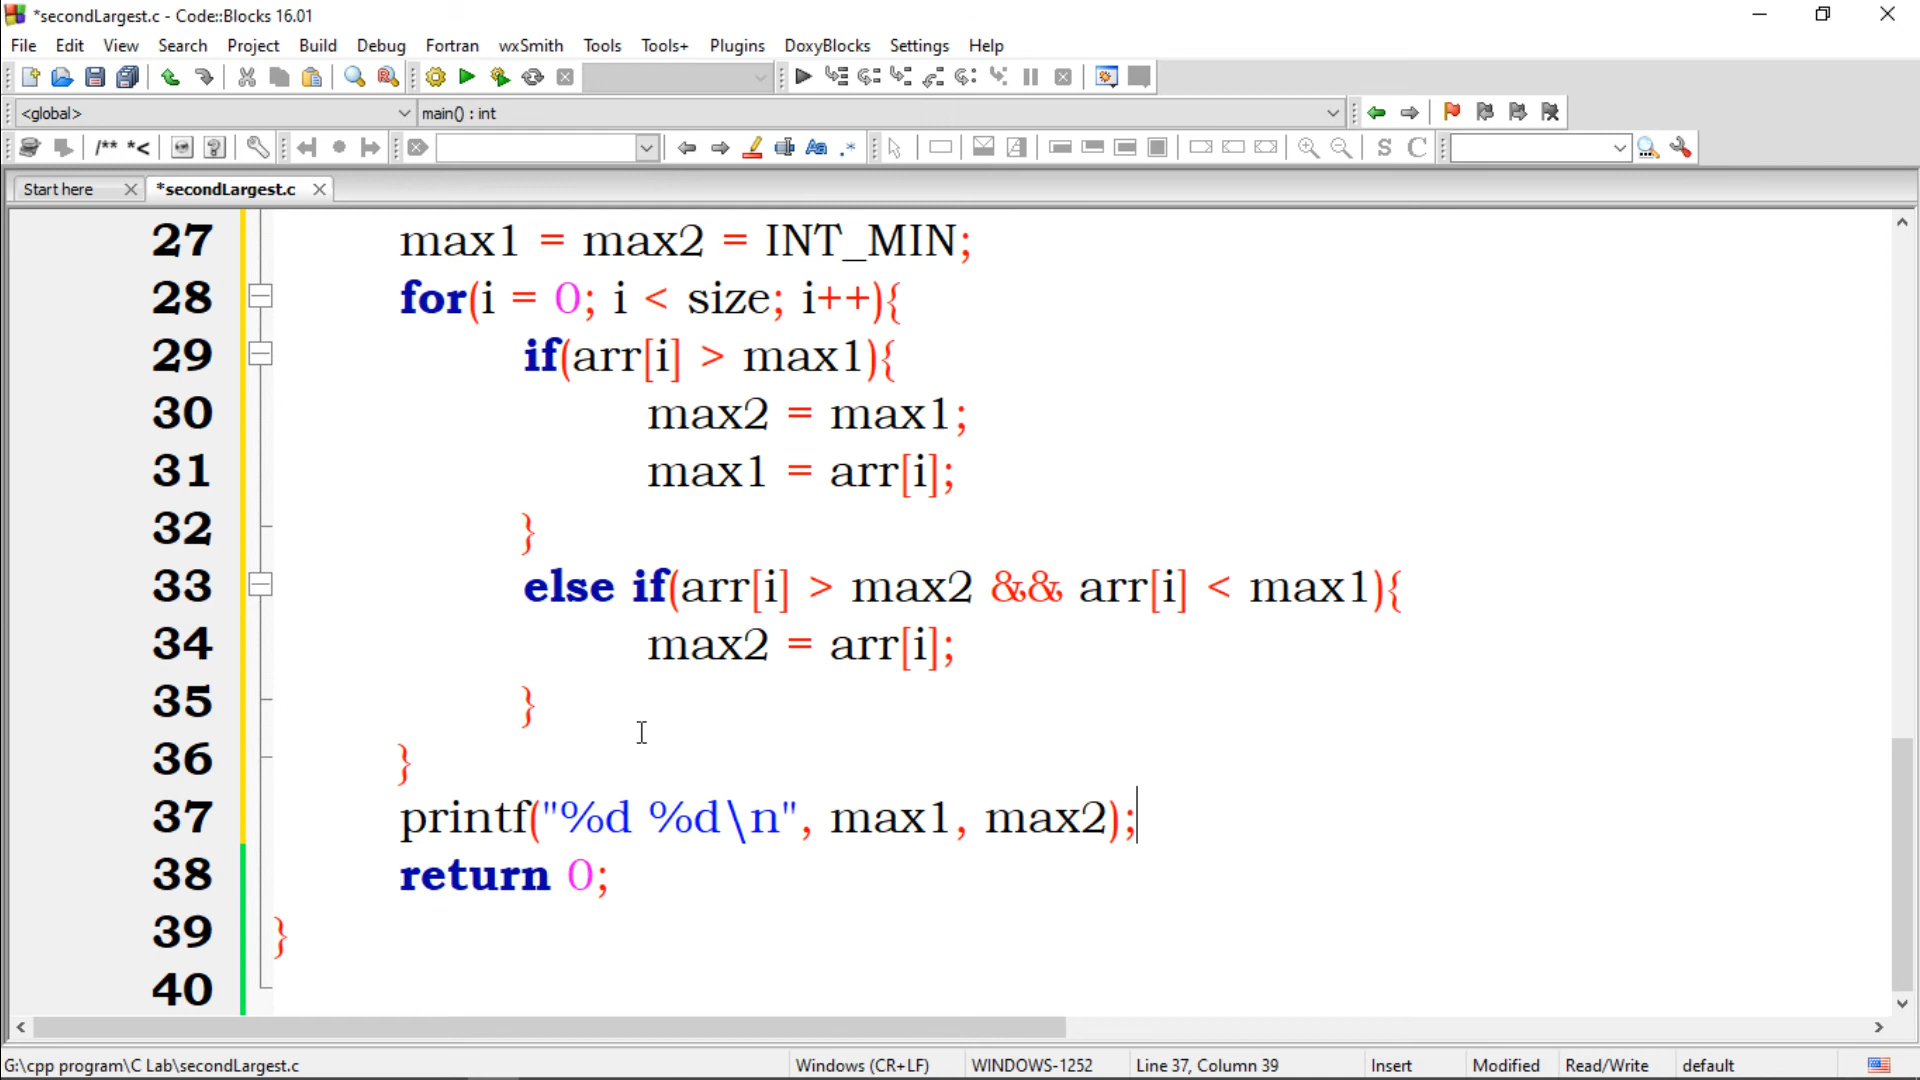 *secondLargest.c - Code::Blocks 16.01
File Edit View Search Project Build Debug Fortran wxSmith Tools Tools+ Plugins DoxyBlocks Settings Help
<global> main() : int
/** *< Aa .* S C
Start here *secondLargest.c
27 max1 = max2 = INT_MIN;
28 for(i = 0; i < size; i++){
29 if(arr[i] > max1){
30 max2 = max1;
31 max1 = arr[i];
32 }
33 else if(arr[i] > max2 && arr[i] < max1){
34 max2 = arr[i];
35 }
36 }
37 printf("%d %d\n", max1, max2);
38 return 0;
39 }
40
G:\cpp program\C Lab\secondLargest.c Windows (CR+LF) WINDOWS-1252 Line 37, Column 39 Insert Modified Read/Write default